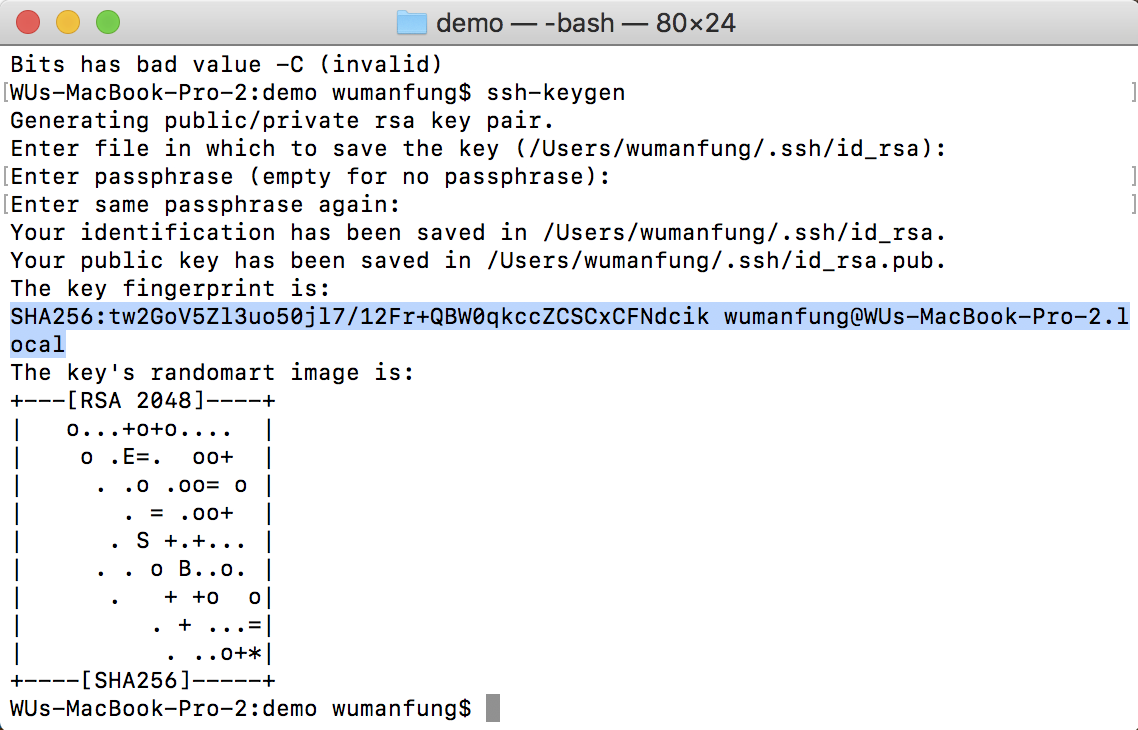 demo — -bash — 80×24
Bits has bad value -C (invalid)
[WUs-MacBook-Pro-2:demo wumanfung$ ssh-keygen ]
Generating public/private rsa key pair.
Enter file in which to save the key (/Users/wumanfung/.ssh/id_rsa):
[Enter passphrase (empty for no passphrase): ]
[Enter same passphrase again: ]
Your identification has been saved in /Users/wumanfung/.ssh/id_rsa.
Your public key has been saved in /Users/wumanfung/.ssh/id_rsa.pub.
The key fingerprint is:
SHA256:tw2GoV5Zl3uo50jl7/12Fr+QBW0qkccZCSCxCFNdcik wumanfung@WUs-MacBook-Pro-2.l
ocal
The key's randomart image is:
+---[RSA 2048]----+
|   o...+o+o....  |
|    o .E=.  oo+  |
|     . .o .oo= o |
|       . = .oo+  |
|      . S +.+... |
|     . . o B..o. |
|      .   + +o  o|
|         . + ...=|
|          . ..o+*|
+----[SHA256]-----+
WUs-MacBook-Pro-2:demo wumanfung$